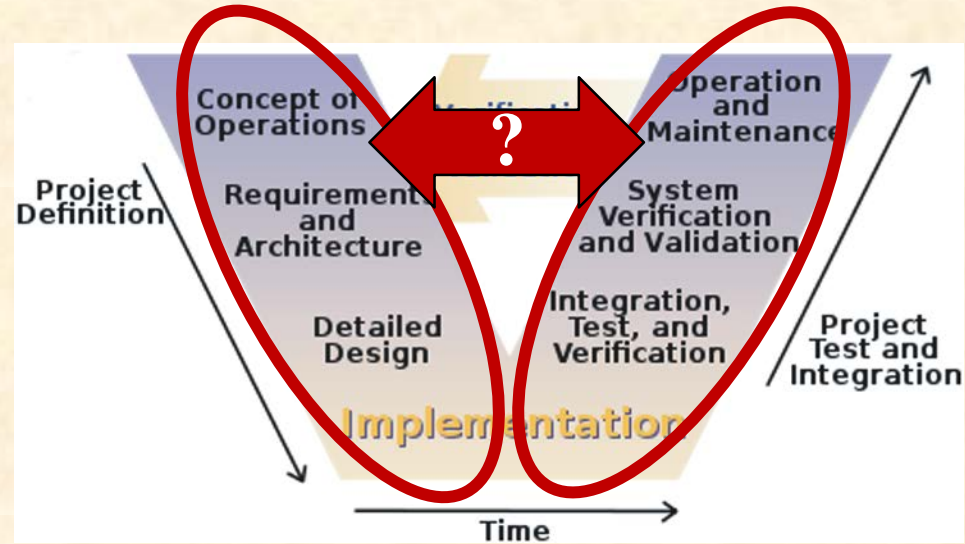 Concept of
Operations
?
Operation
and
Maintenance
Project
Definition
Requirements
and
Architecture
System
Verification
and Validation
Detailed
Design
Integration,
Test, and
Verification
Project
Test and
Integration
Implementation
Time